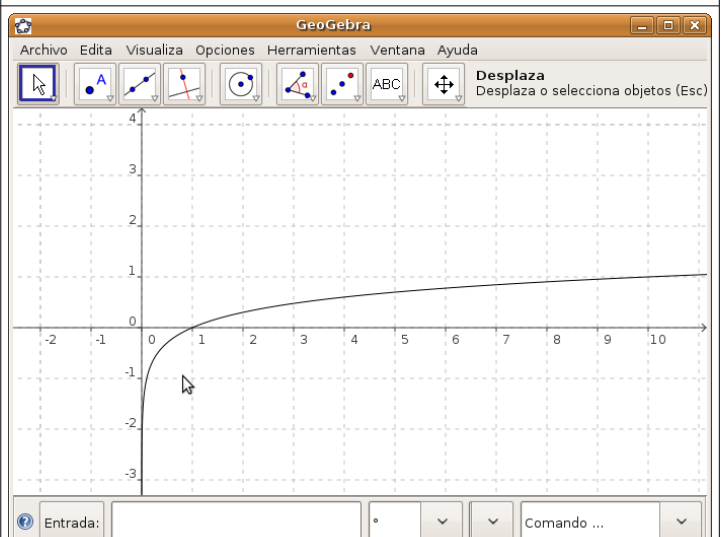 GeoGebra
Archivo Edita Visualiza Opciones Herramientas Ventana Ayuda
A α ABC Desplaza
Desplaza o selecciona objetos (Esc)
4
3
2
1
0
-2 -1 0 1 2 3 4 5 6 7 8 9 10
-1
-2
-3
Entrada: ° Comando ...